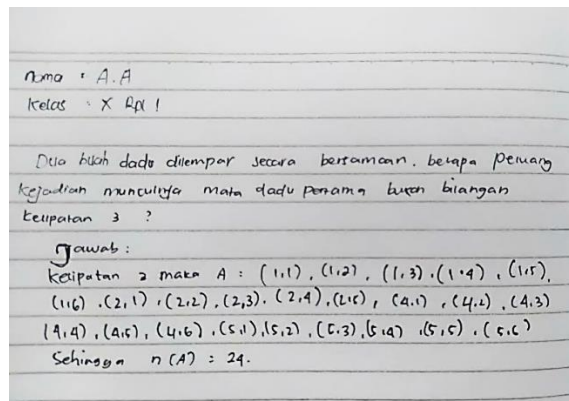 nama : A.A
Kelas : X RPL 1
Dua buah dadu dilempar secara bersamaan. berapa Peluang
Kejadian munculnya mata dadu pertama bukan bilangan
Kelipatan 3 ?
Jawab :
Kelipatan 2 maka A : (1,1), (1,2), (1,3), (1,4), (1,5),
(1,6), (2,1), (2,2), (2,3), (2,4), (2,5), (4,1), (4,2), (4,3)
(4,4), (4,5), (4,6), (5,1), (5,2), (5,3), (5,4), (5,5), (5,6)
Sehingga n (A) : 24.